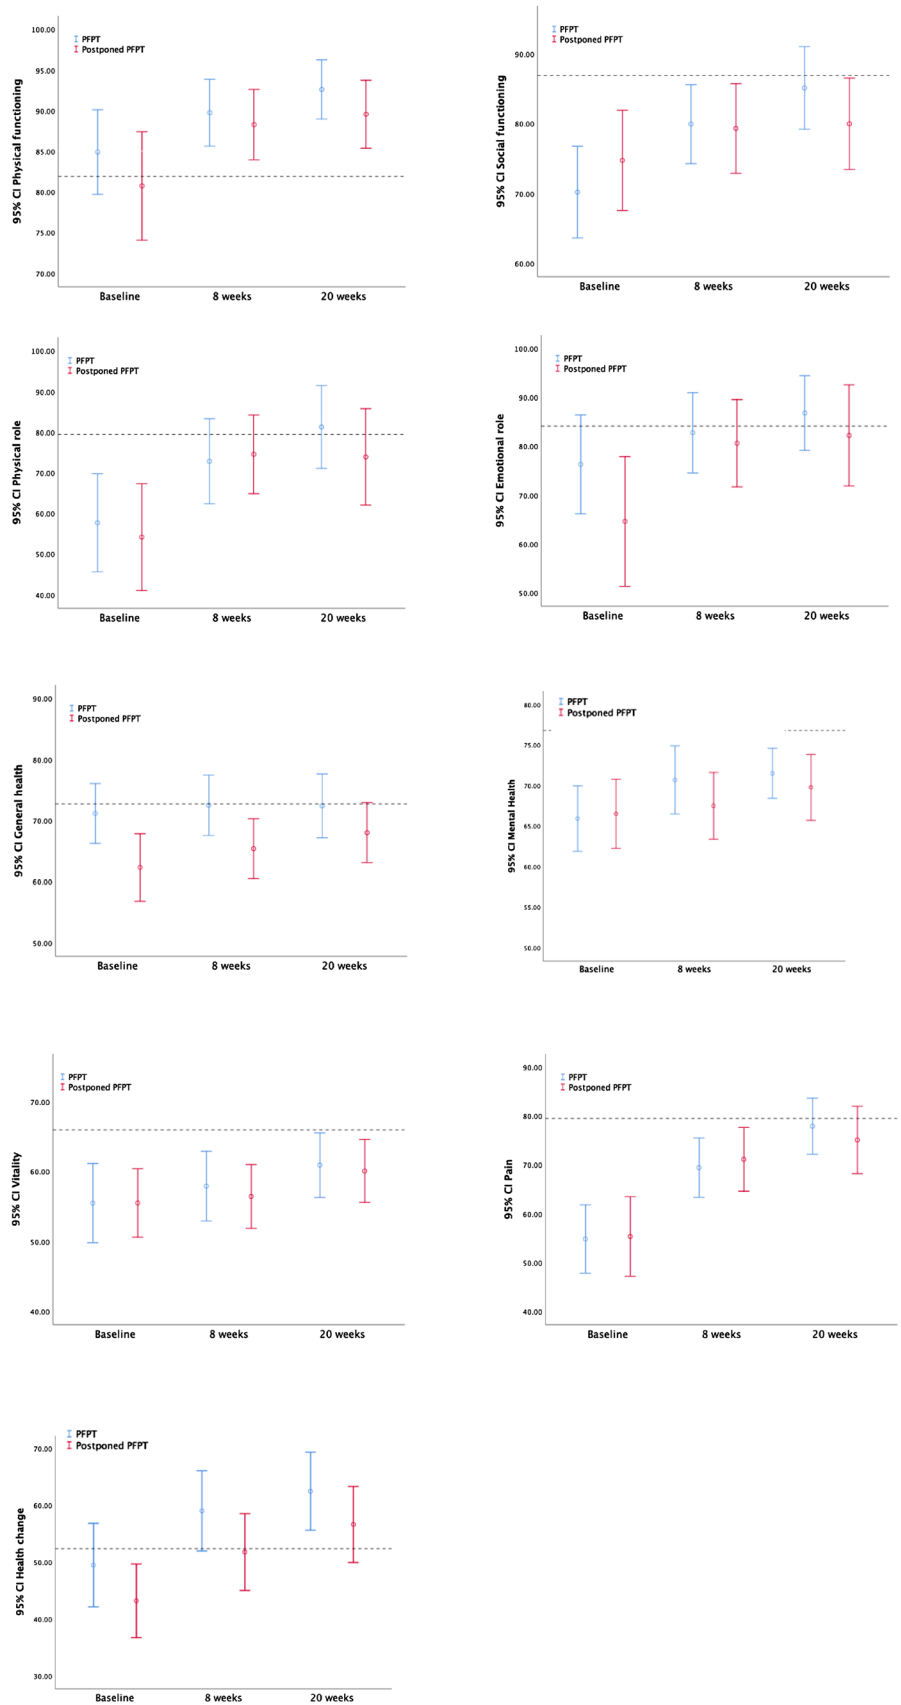 95% CI Physical functioning
PFPT
Postponed PFPT
100.00
95.00
90.00
85.00
80.00
75.00
70.00
Baseline 8 weeks 20 weeks
95% CI Social functioning
PFPT
Postponed PFPT
90.00
80.00
70.00
60.00
Baseline 8 weeks 20 weeks
95% CI Physical role
PFPT
Postponed PFPT
100.00
90.00
80.00
70.00
60.00
50.00
40.00
Baseline 8 weeks 20 weeks
95% CI Emotional role
PFPT
Postponed PFPT
100.00
90.00
80.00
70.00
60.00
50.00
Baseline 8 weeks 20 weeks
95% CI General health
PFPT
Postponed PFPT
90.00
80.00
70.00
60.00
50.00
Baseline 8 weeks 20 weeks
95% CI Mental Health
PFPT
Postponed PFPT
80.00
75.00
70.00
65.00
60.00
55.00
50.00
Baseline 8 weeks 20 weeks
95% CI Vitality
PFPT
Postponed PFPT
70.00
60.00
50.00
40.00
Baseline 8 weeks 20 weeks
95% CI Pain
PFPT
Postponed PFPT
90.00
80.00
70.00
60.00
50.00
40.00
Baseline 8 weeks 20 weeks
95% CI Health change
PFPT
Postponed PFPT
70.00
60.00
50.00
40.00
30.00
Baseline 8 weeks 20 weeks